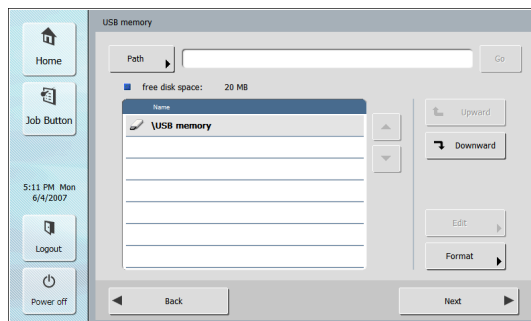 USB memory
Home
Path
Go
free disk space: 20 MB
Name
\USB memory
Job Button
Upward
Downward
5:11 PM Mon
6/4/2007
Edit
Logout
Format
Power off
Back
Next